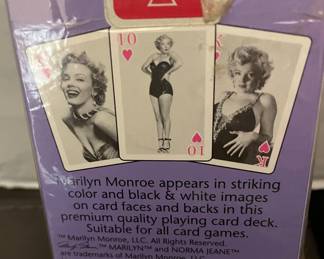 10
K
10
K
Marilyn Monroe appears in striking
color and black & white images
on card faces and backs in this
premium quality playing card deck.
Suitable for all card games.
™ Marilyn Monroe, LLC. All Rights Reserved.
™ MARILYN™ and NORMA JEANE™
are trademarks of Marilyn Monroe, LLC